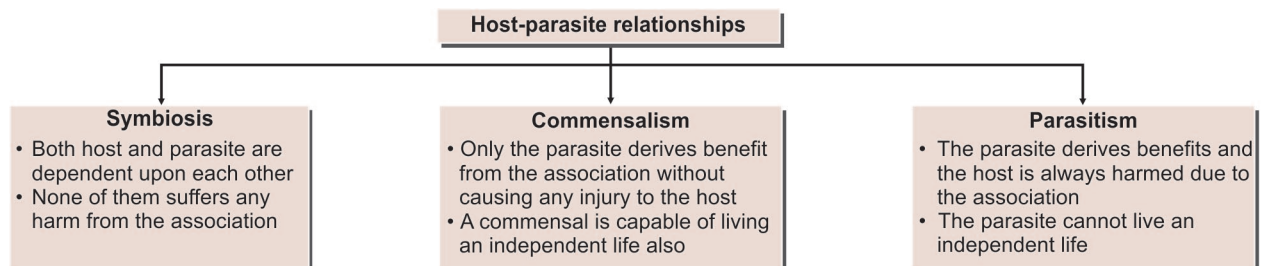 Host-parasite relationships
Symbiosis
• Both host and parasite are
dependent upon each other
• None of them suffers any
harm from the association
Commensalism
• Only the parasite derives benefit
from the association without
causing any injury to the host
• A commensal is capable of living
an independent life also
Parasitism
• The parasite derives benefits and
the host is always harmed due to
the association
• The parasite cannot live an
independent life